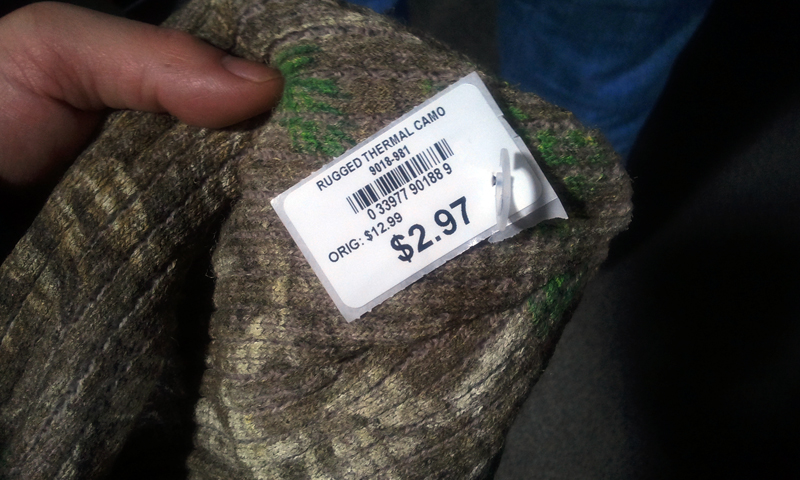 RUGGED THERMAL CAMO
9018-981
0 33977 90188 9
ORIG: $12.99
$2.97